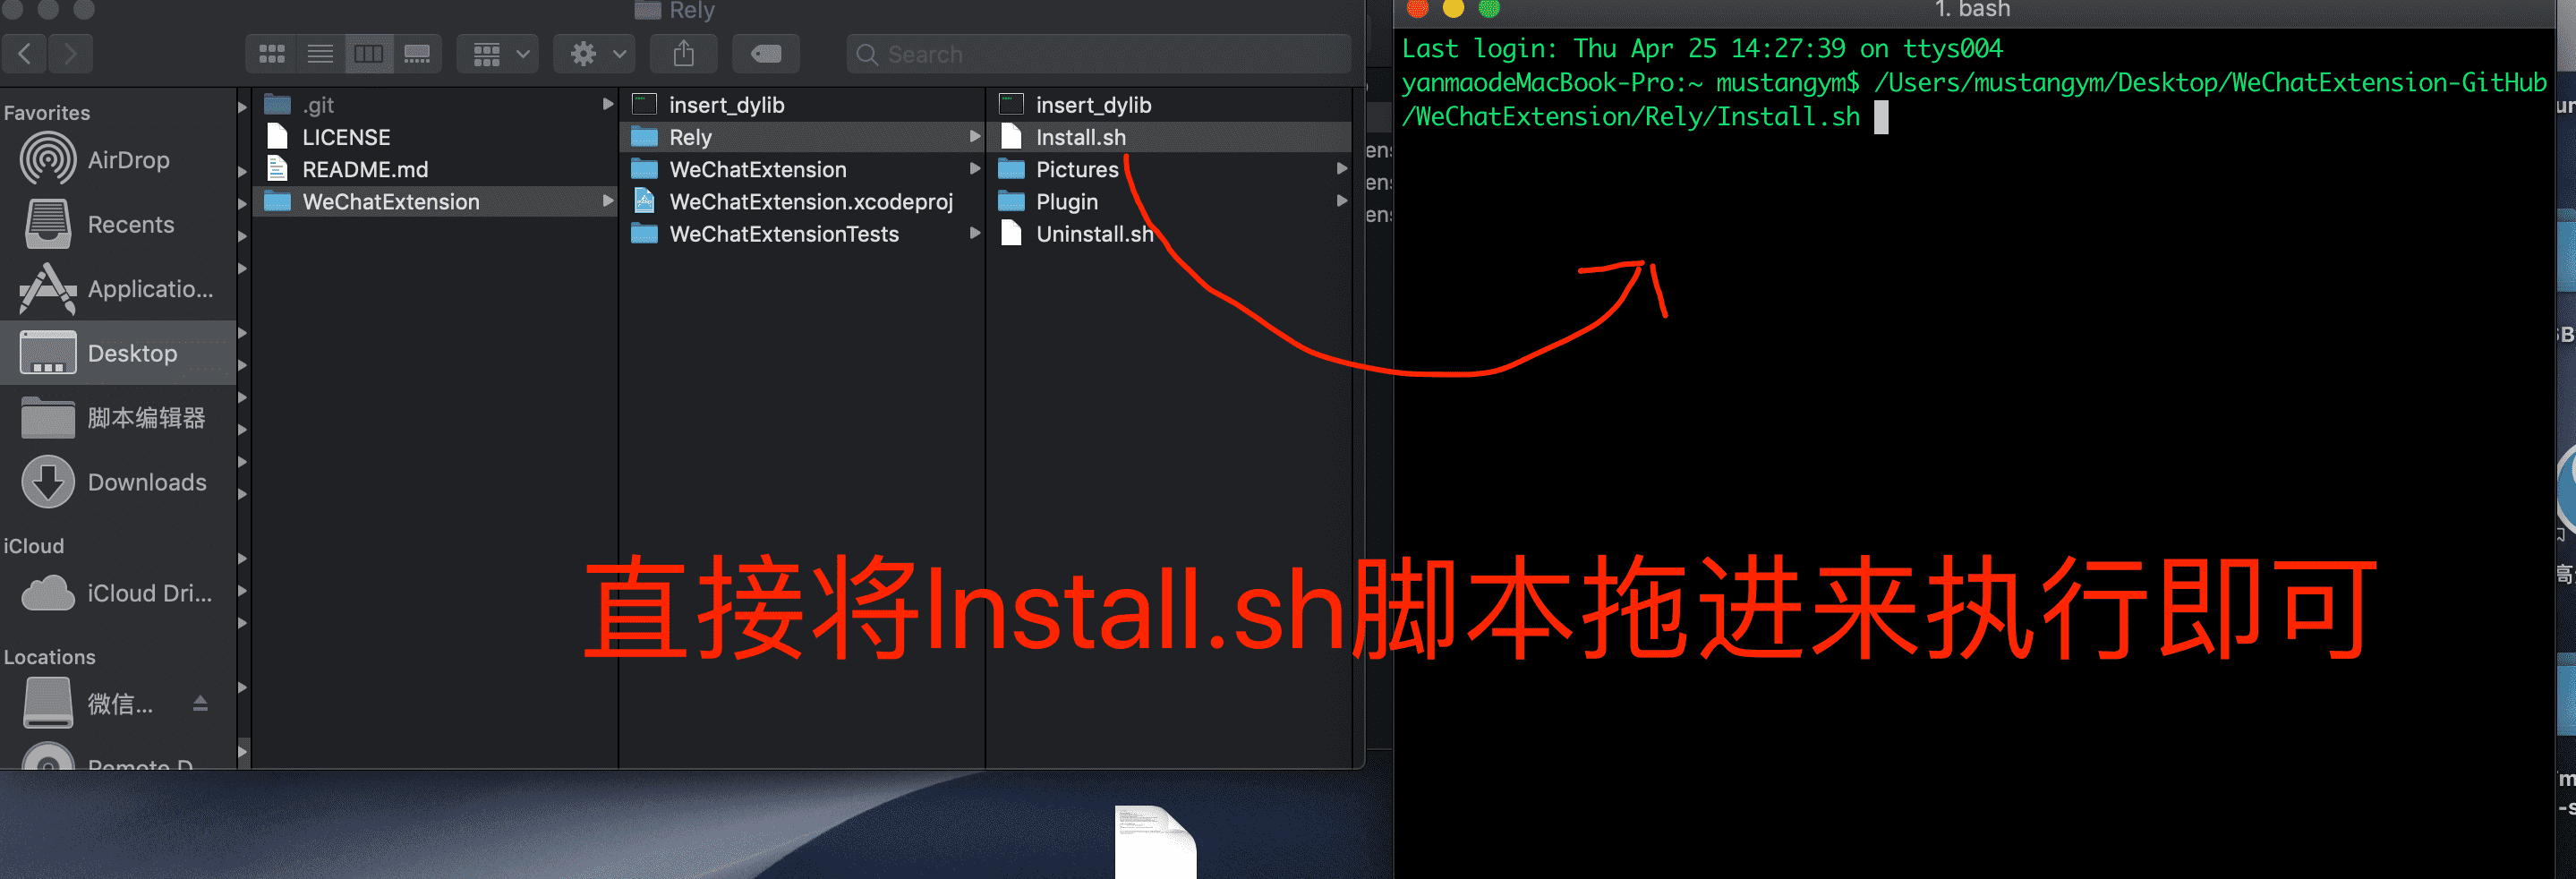 Rely
Search
Favorites
AirDrop
Recents
Applicatio...
Desktop
脚本编辑器
Downloads
iCloud
iCloud Dri...
Locations
微信...
Remote D
.git
LICENSE
README.md
WeChatExtension
insert_dylib
Rely
WeChatExtension
WeChatExtension.xcodeproj
WeChatExtensionTests
insert_dylib
Install.sh
Pictures
Plugin
Uninstall.sh
1. bash
Last login: Thu Apr 25 14:27:39 on ttys004
yanmaodeMacBook-Pro:~ mustangym$ /Users/mustangym/Desktop/WeChatExtension-GitHub
/WeChatExtension/Rely/Install.sh
直接将Install.sh脚本拖进来执行即可